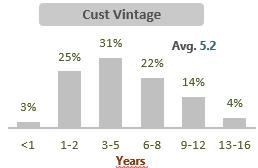 Cust Vintage
Avg. 5.2
3% 25% 31% 22% 14% 4%
<1 1-2 3-5 6-8 9-12 13-16
Years